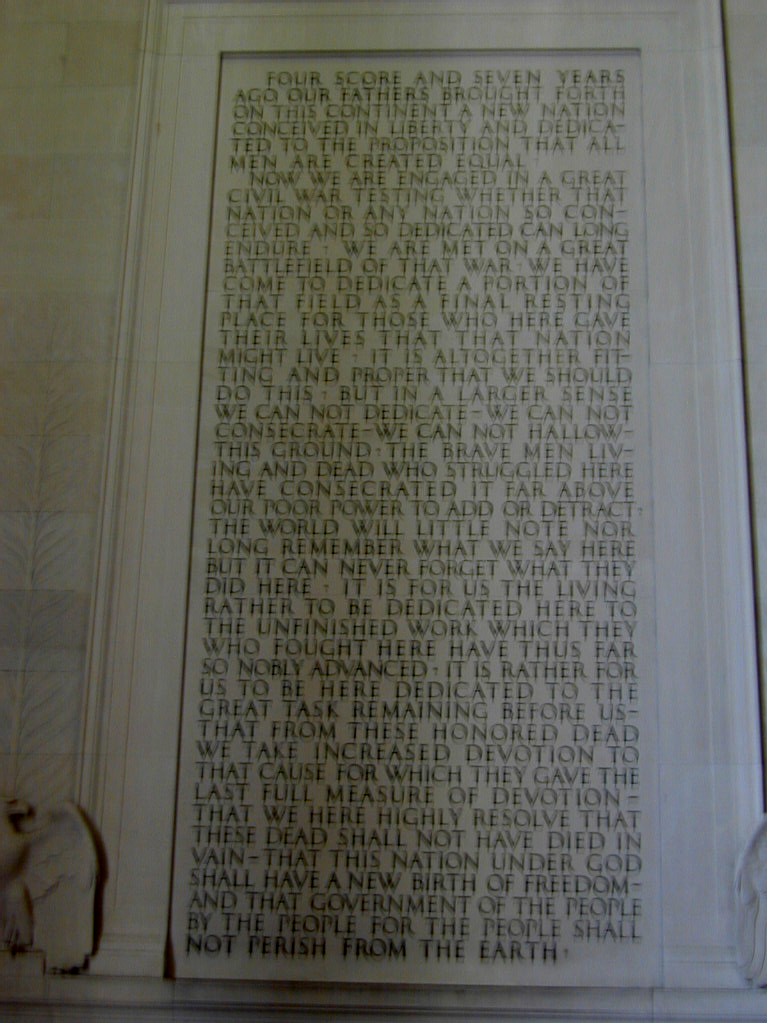 FOUR SCORE AND SEVEN YEARS
AGO OUR FATHERS BROUGHT FORTH
ON THIS CONTINENT A NEW NATION
CONCEIVED IN LIBERTY AND DEDICA-
TED TO THE PROPOSITION THAT ALL
MEN ARE CREATED EQUAL ·
NOW WE ARE ENGAGED IN A GREAT
CIVIL WAR TESTING WHETHER THAT
NATION OR ANY NATION SO CON-
CEIVED AND SO DEDICATED CAN LONG
ENDURE · WE ARE MET ON A GREAT
BATTLEFIELD OF THAT WAR · WE HAVE
COME TO DEDICATE A PORTION OF
THAT FIELD AS A FINAL RESTING
PLACE FOR THOSE WHO HERE GAVE
THEIR LIVES THAT THAT NATION
MIGHT LIVE · IT IS ALTOGETHER FIT-
TING AND PROPER THAT WE SHOULD
DO THIS · BUT IN A LARGER SENSE
WE CAN NOT DEDICATE-WE CAN NOT
CONSECRATE-WE CAN NOT HALLOW-
THIS GROUND · THE BRAVE MEN LIV-
ING AND DEAD WHO STRUGGLED HERE
HAVE CONSECRATED IT FAR ABOVE
OUR POOR POWER TO ADD OR DETRACT ·
THE WORLD WILL LITTLE NOTE NOR
LONG REMEMBER WHAT WE SAY HERE
BUT IT CAN NEVER FORGET WHAT THEY
DID HERE · IT IS FOR US THE LIVING
RATHER TO BE DEDICATED HERE TO
THE UNFINISHED WORK WHICH THEY
WHO FOUGHT HERE HAVE THUS FAR
SO NOBLY ADVANCED · IT IS RATHER FOR
US TO BE HERE DEDICATED TO THE
GREAT TASK REMAINING BEFORE US-
THAT FROM THESE HONORED DEAD
WE TAKE INCREASED DEVOTION TO
THAT CAUSE FOR WHICH THEY GAVE THE
LAST FULL MEASURE OF DEVOTION-
THAT WE HERE HIGHLY RESOLVE THAT
THESE DEAD SHALL NOT HAVE DIED IN
VAIN-THAT THIS NATION UNDER GOD
SHALL HAVE A NEW BIRTH OF FREEDOM-
AND THAT GOVERNMENT OF THE PEOPLE
BY THE PEOPLE FOR THE PEOPLE SHALL
NOT PERISH FROM THE EARTH ·